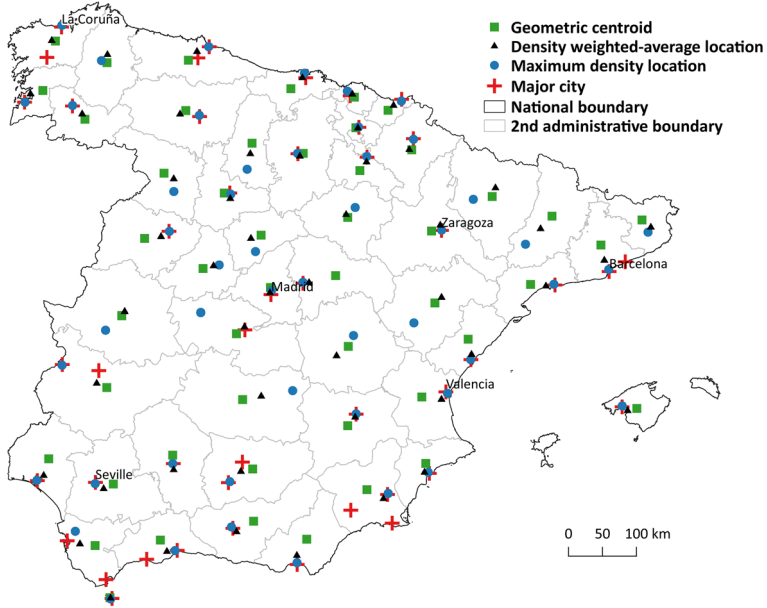 La Coruña
Geometric centroid
Density weighted-average location
Maximum density location
Major city
National boundary
2nd administrative boundary
Zaragoza
Barcelona
Madrid
Valencia
Seville
0 50 100 km